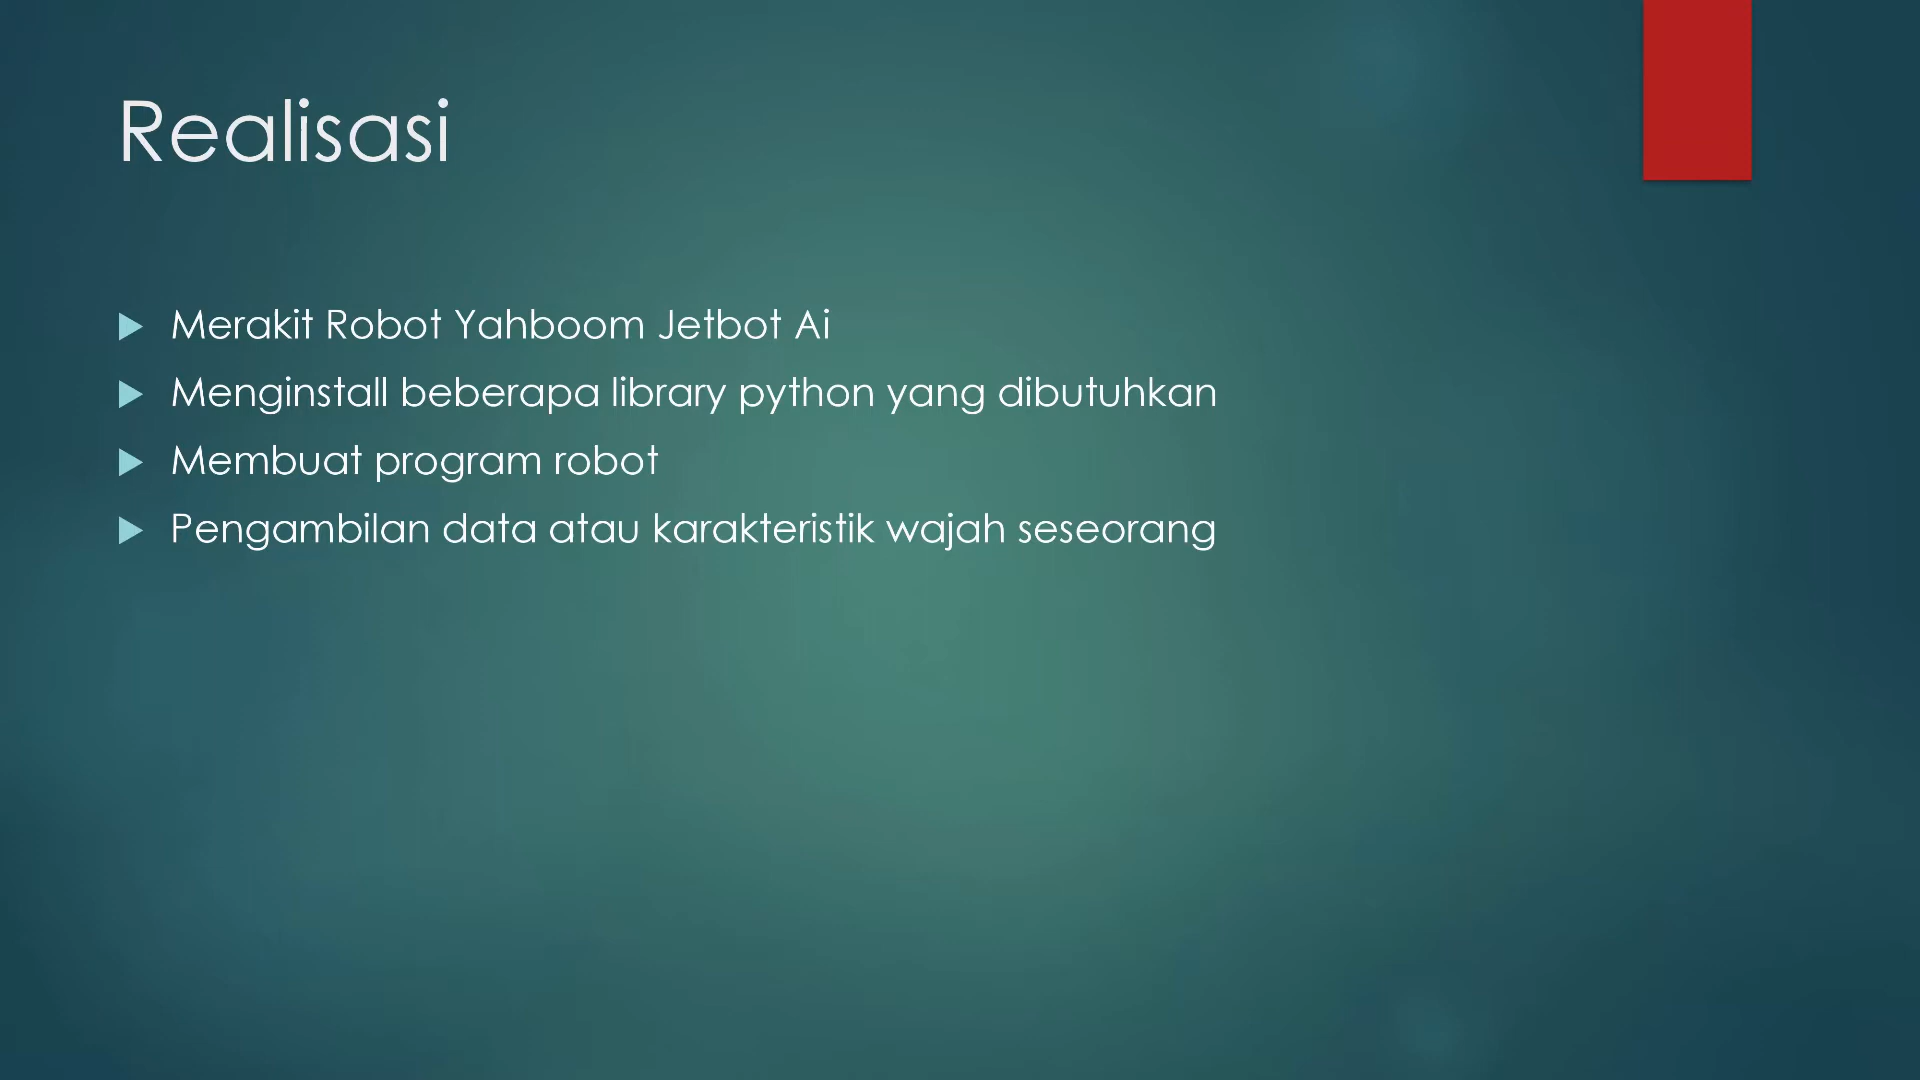 Realisasi
Merakit Robot Yahboom Jetbot Ai
Menginstall beberapa library python yang dibutuhkan
Membuat program robot
Pengambilan data atau karakteristik wajah seseorang